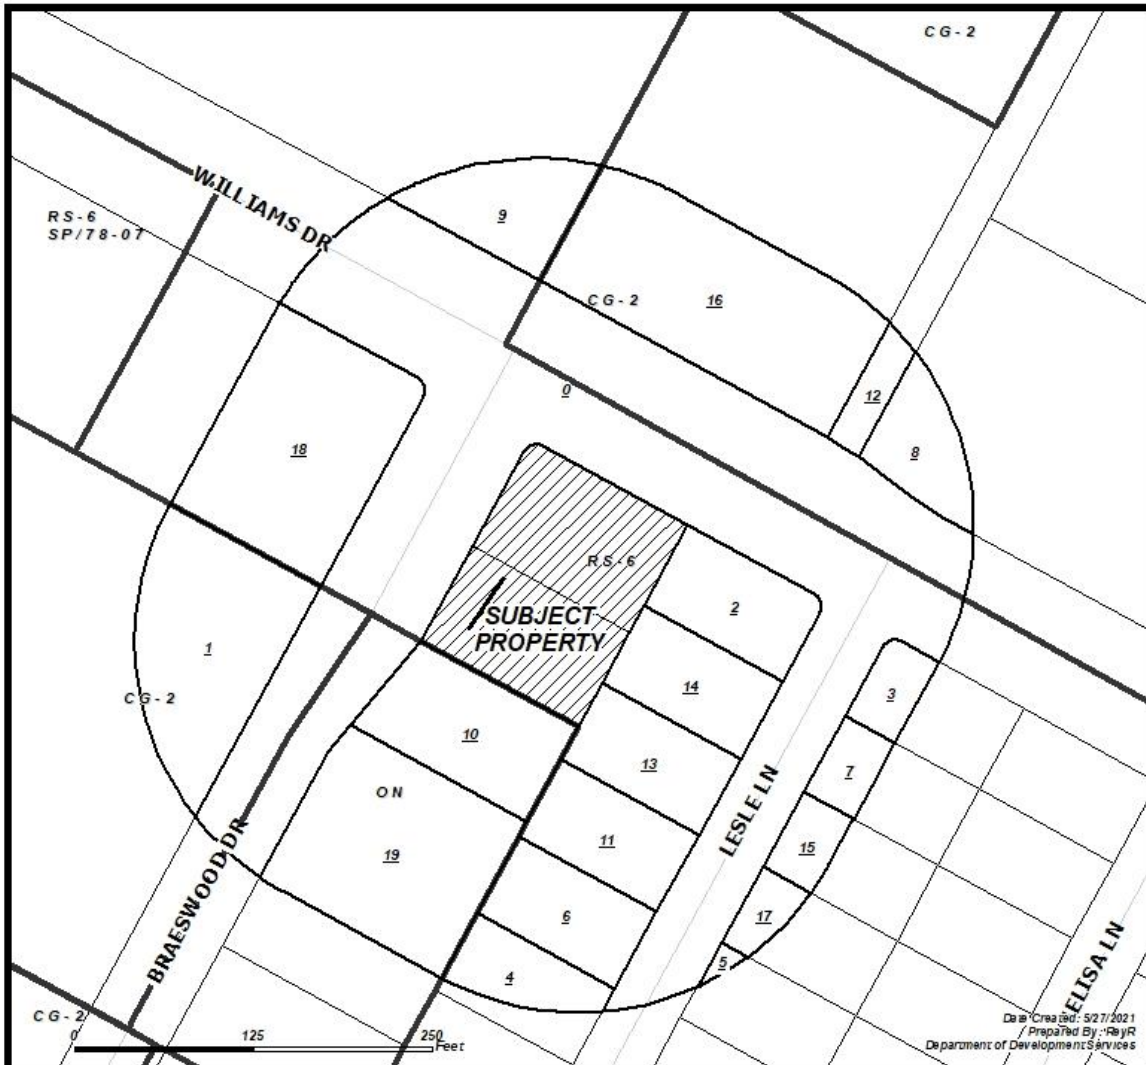 CG-2
WILLIAMS DR
RS-6
SP/78-07
9
CG-2
16
0
12
8
18
RS-6
SUBJECT
PROPERTY
2
14
1
CG-2
3
10
13
7
ON
LESLE LN
19
11
15
BRAESWOOD DR
6
17
4
5
ELISA LN
CG-2
0 125 250
Feet
Date Created: 5/27/2021
Prepared By: ReyR
Department of Development Services